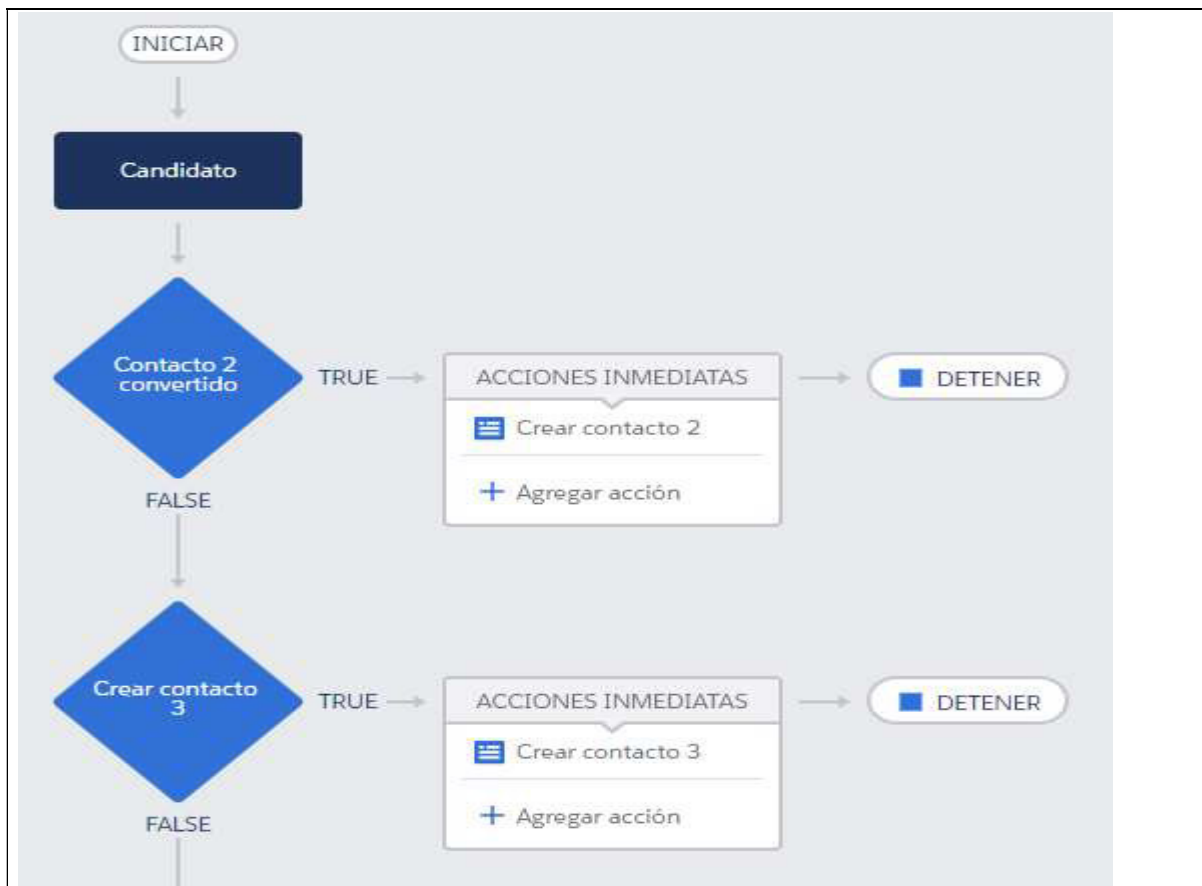 INICIAR
Candidato
Contacto 2
convertido
TRUE
ACCIONES INMEDIATAS
DETENER
Crear contacto 2
+ Agregar acción
FALSE
Crear contacto
3
TRUE
ACCIONES INMEDIATAS
DETENER
Crear contacto 3
+ Agregar acción
FALSE